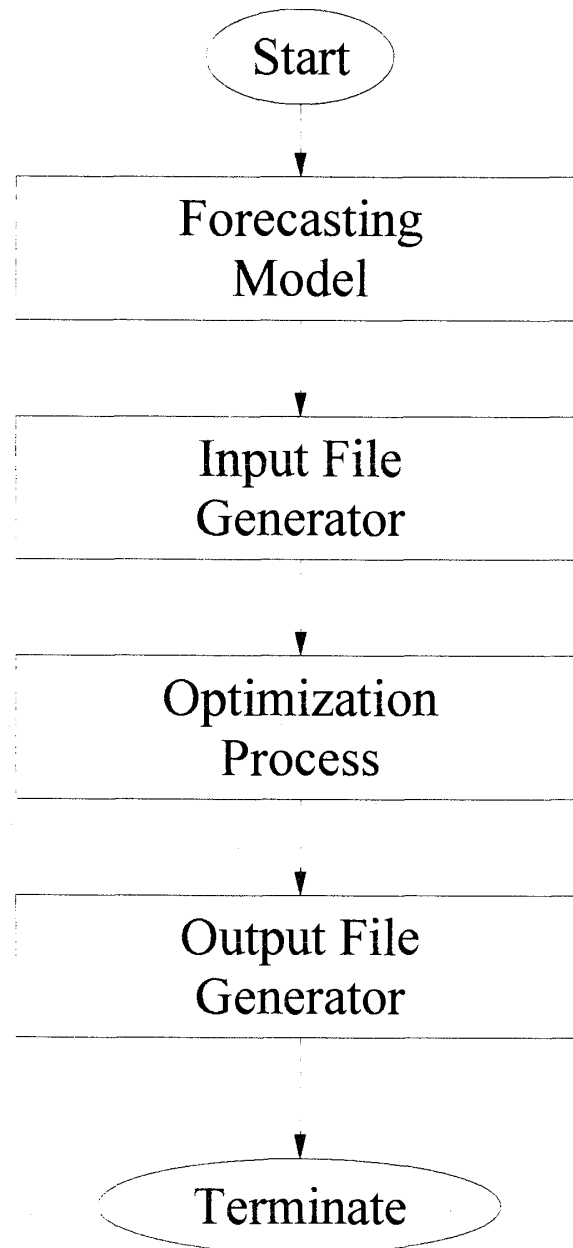 Start
Forecasting
Model
Input File
Generator
Optimization
Process
Output File
Generator
Terminate